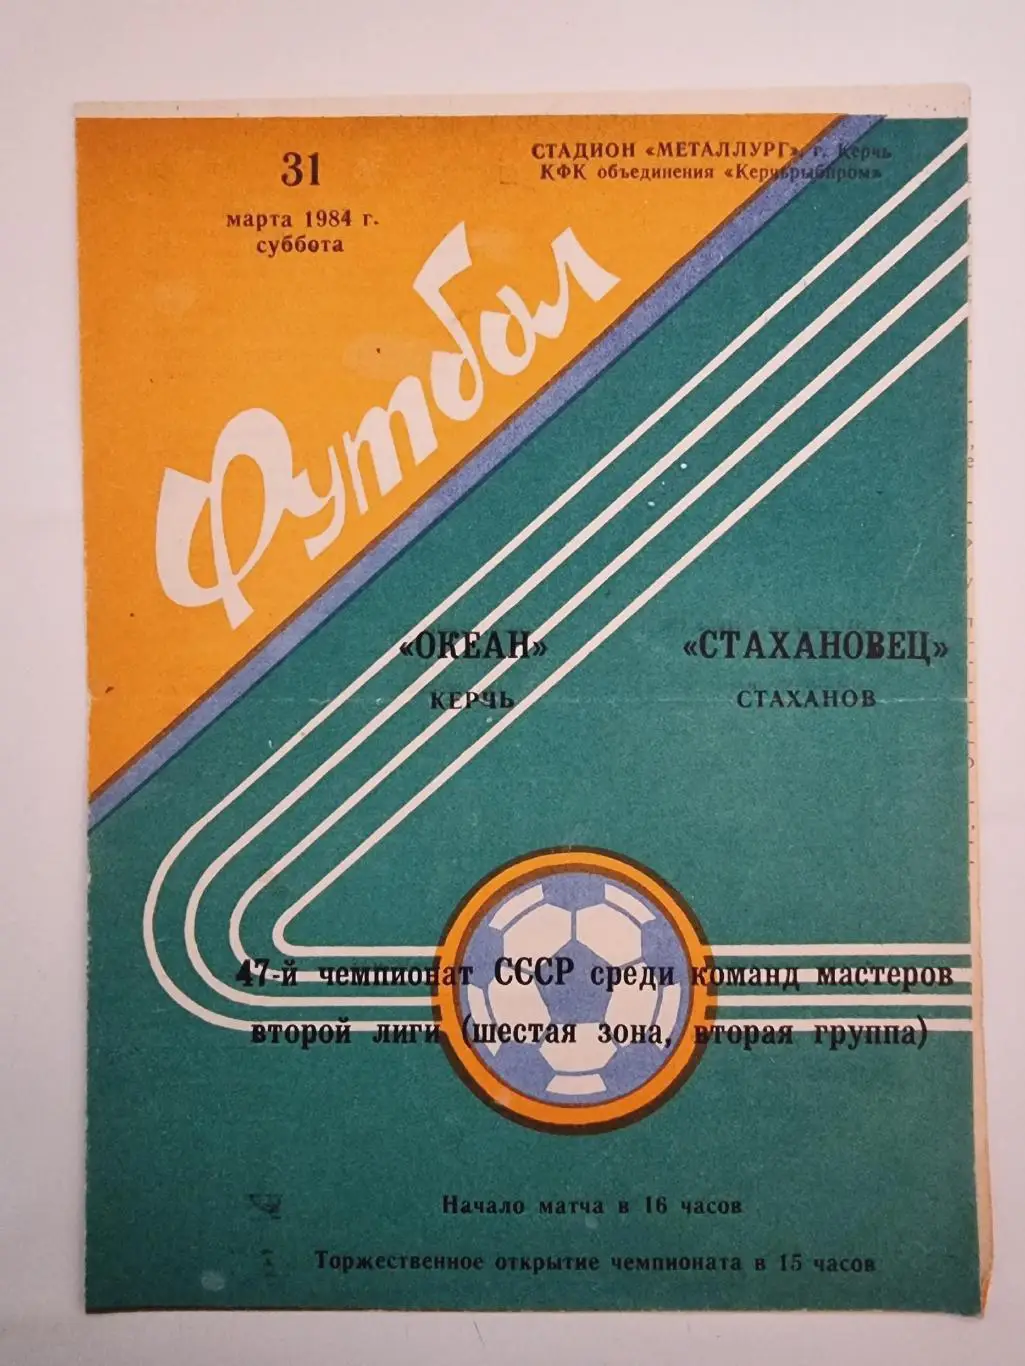 31
марта 1984 г.
суббота
СТАДИОН «МЕТАЛЛУРГ», г. Керчь
КФК объединения «Керчьрыбпром»
Футбол
«ОКЕАН»
КЕРЧЬ
«СТАХАНОВЕЦ»
СТАХАНОВ
47-й чемпионат СССР среди команд мастеров
второй лиги (шестая зона, вторая группа)
Начало матча в 16 часов
Торжественное открытие чемпионата в 15 часов